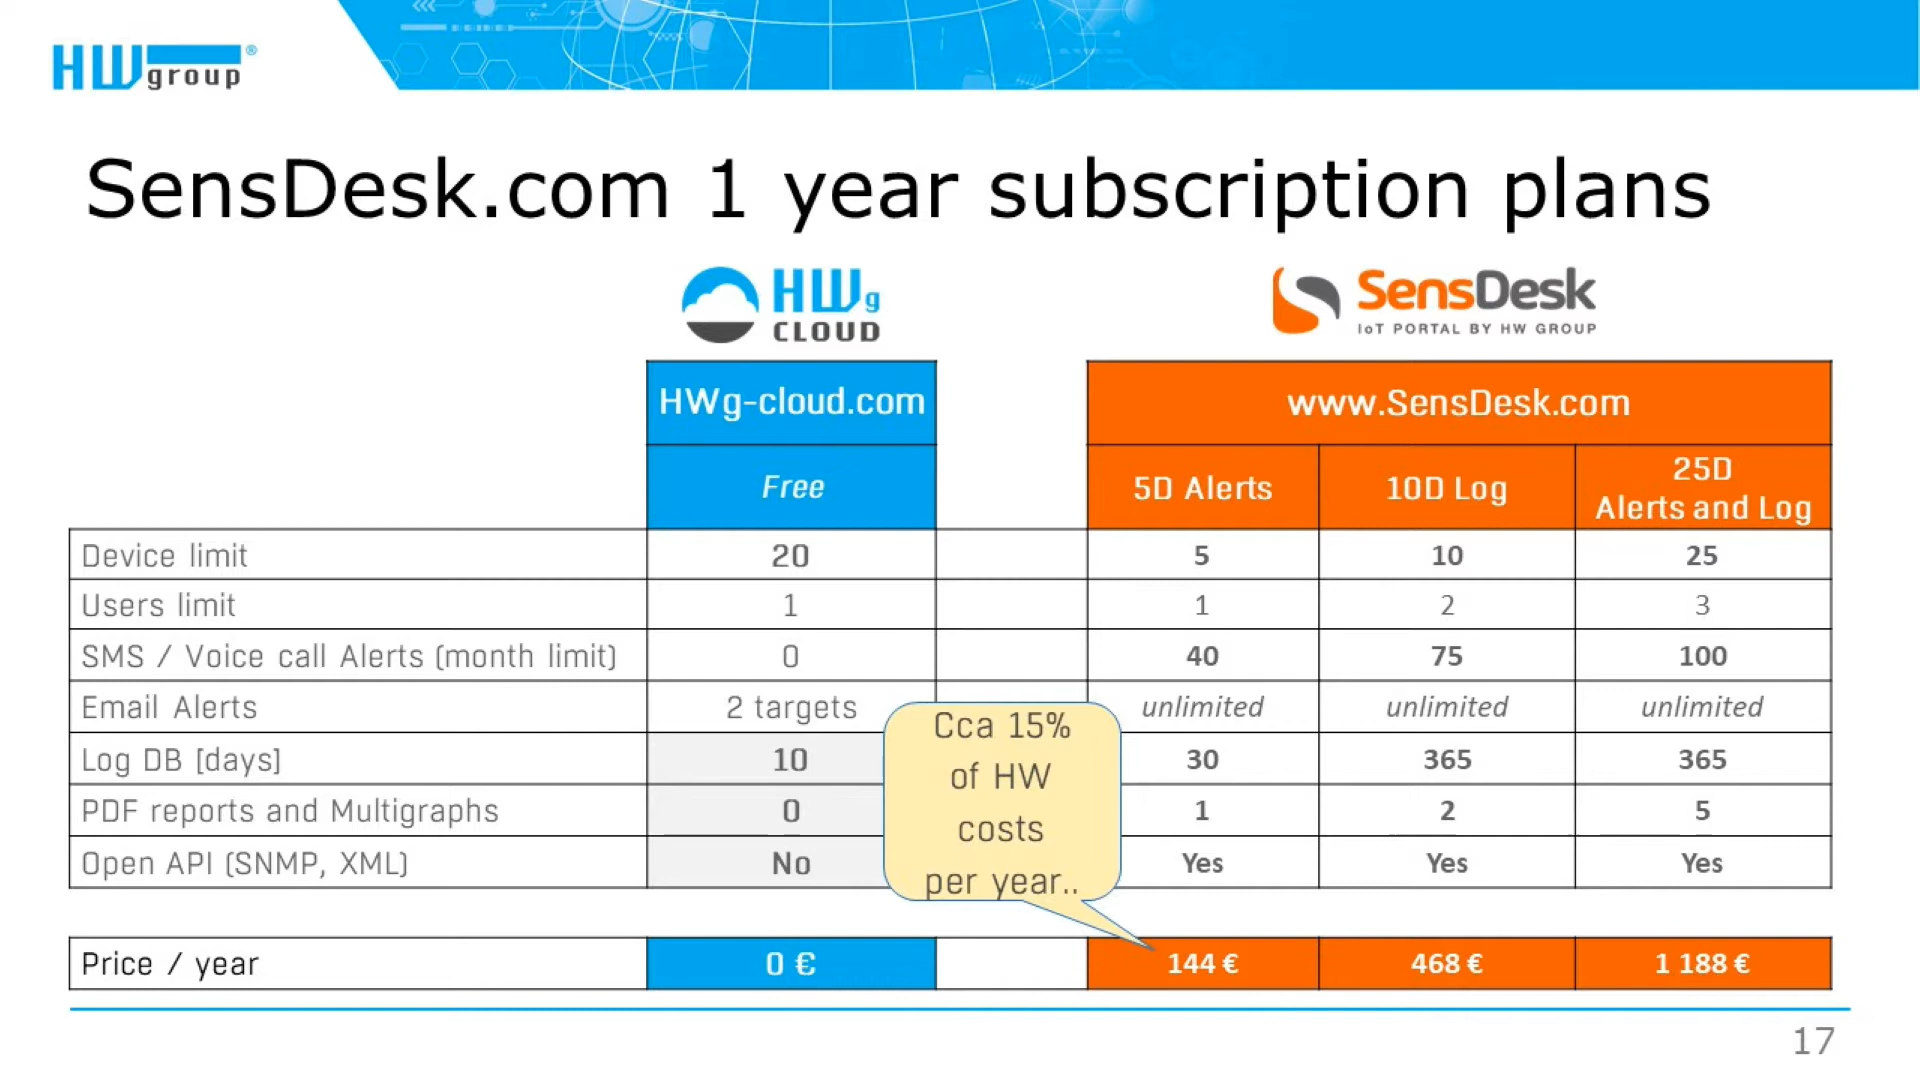 HWgroup®
SensDesk.com 1 year subscription plans
HWg
CLOUD
SensDesk
IoT PORTAL BY HW GROUP
HWg-cloud.com
www.SensDesk.com
Free
5D Alerts
10D Log
25D
Alerts and Log
Device limit 20 5 10 25
Users limit 1 1 2 3
SMS / Voice call Alerts (month limit) 0 40 75 100
Email Alerts 2 targets unlimited unlimited unlimited
Log DB [days] 10 30 365 365
PDF reports and Multigraphs 0 1 2 5
Open API (SNMP, XML) No Yes Yes Yes
Cca 15%
of HW
costs
per year..
Price / year 0 € 144 € 468 € 1 188 €
17